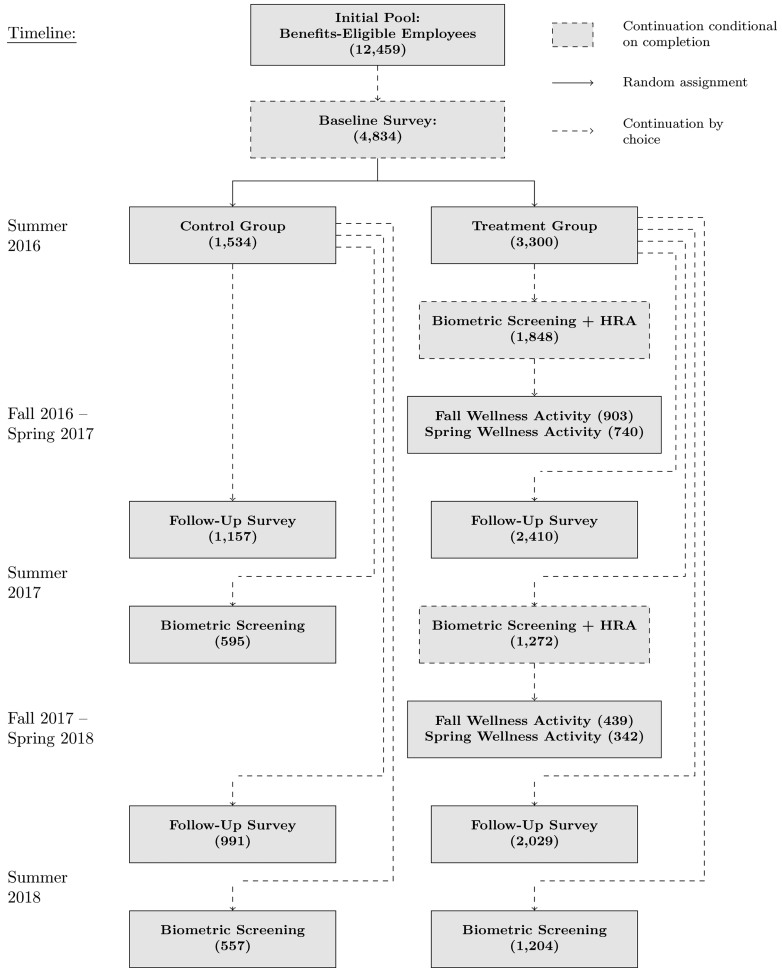 Timeline:
Initial Pool:
Benefits-Eligible Employees
(12,459)
Continuation conditional
on completion
Random assignment
Continuation by
choice
Baseline Survey:
(4,834)
Summer
2016
Control Group
(1,534)
Treatment Group
(3,300)
Biometric Screening + HRA
(1,848)
Fall 2016 –
Spring 2017
Fall Wellness Activity (903)
Spring Wellness Activity (740)
Follow-Up Survey
(1,157)
Follow-Up Survey
(2,410)
Summer
2017
Biometric Screening
(595)
Biometric Screening + HRA
(1,272)
Fall 2017 –
Spring 2018
Fall Wellness Activity (439)
Spring Wellness Activity (342)
Follow-Up Survey
(991)
Follow-Up Survey
(2,029)
Summer
2018
Biometric Screening
(557)
Biometric Screening
(1,204)